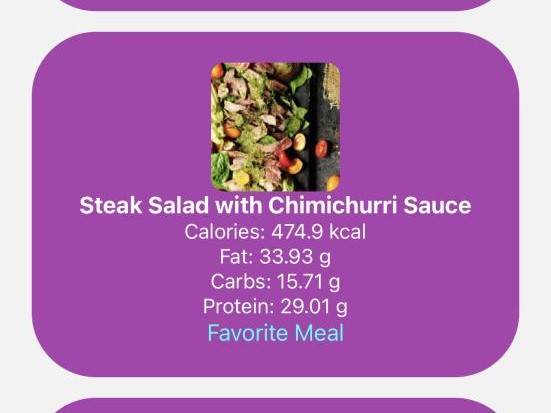 Steak Salad with Chimichurri Sauce
Calories: 474.9 kcal
Fat: 33.93 g
Carbs: 15.71 g
Protein: 29.01 g
Favorite Meal